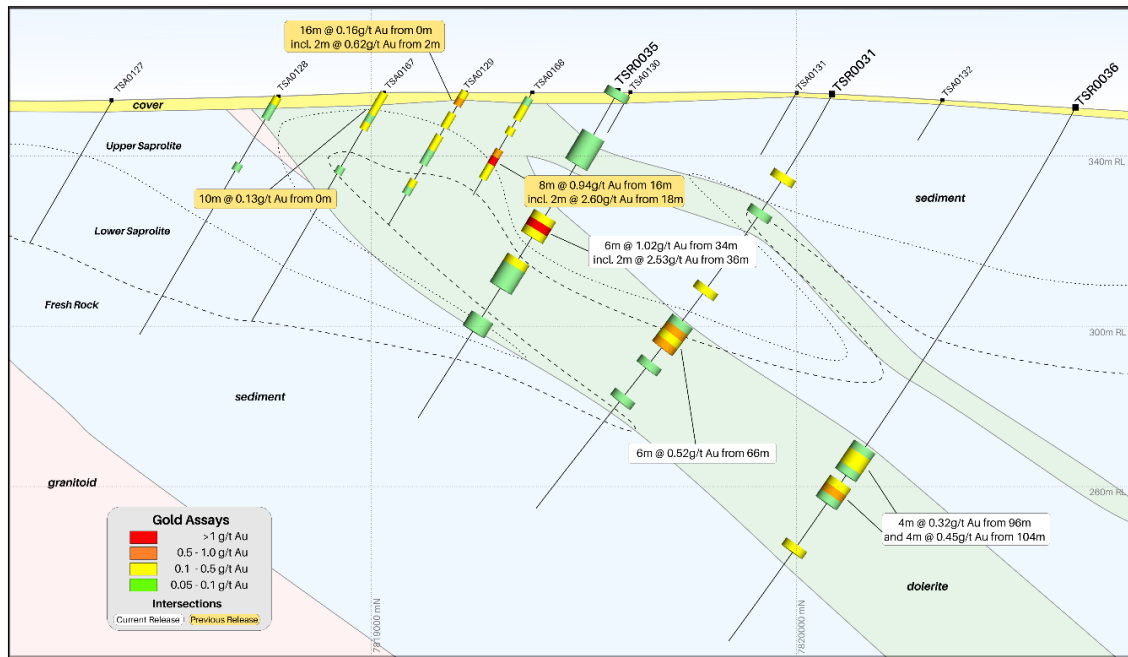 16m @ 0.16g/t Au from 0m
incl. 2m @ 0.62g/t Au from 2m
TSA0127
TSA0128
TSA0167
TSA0129
TSA0168
TSR0035
TSA0130
TSA0131
TSR0031
TSA0132
TSR0036
cover
Upper Saprolite
340m RL
10m @ 0.13g/t Au from 0m
8m @ 0.94g/t Au from 16m
incl. 2m @ 2.60g/t Au from 18m
sediment
Lower Saprolite
6m @ 1.02g/t Au from 34m
incl. 2m @ 2.53g/t Au from 36m
Fresh Rock
300m RL
sediment
6m @ 0.52g/t Au from 66m
granitoid
260m RL
Gold Assays
>1 g/t Au
0.5 - 1.0 g/t Au
0.1 - 0.5 g/t Au
0.05 - 0.1 g/t Au
Intersections
Current Release
Previous Release
4m @ 0.32g/t Au from 96m
and 4m @ 0.45g/t Au from 104m
dolerite
7819000 mN
7820000 mN